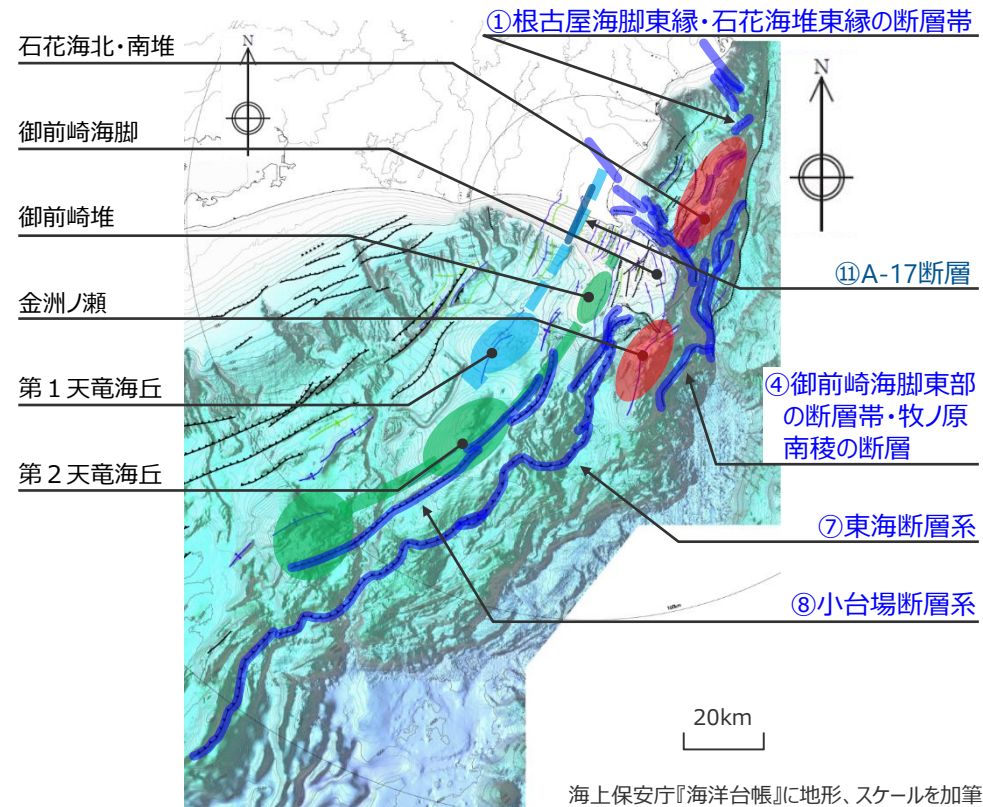 ①根古屋海脚東縁・石花海堆東縁の断層帯
石花海北・南堆
N
N
御前崎海脚
御前崎堆
⑪A-17断層
金洲ノ瀬
第１天竜海丘
④御前崎海脚東部
の断層帯・牧ノ原
南稜の断層
第２天竜海丘
⑦東海断層系
⑧小台場断層系
20km
海上保安庁『海洋台帳』に地形、スケールを加筆